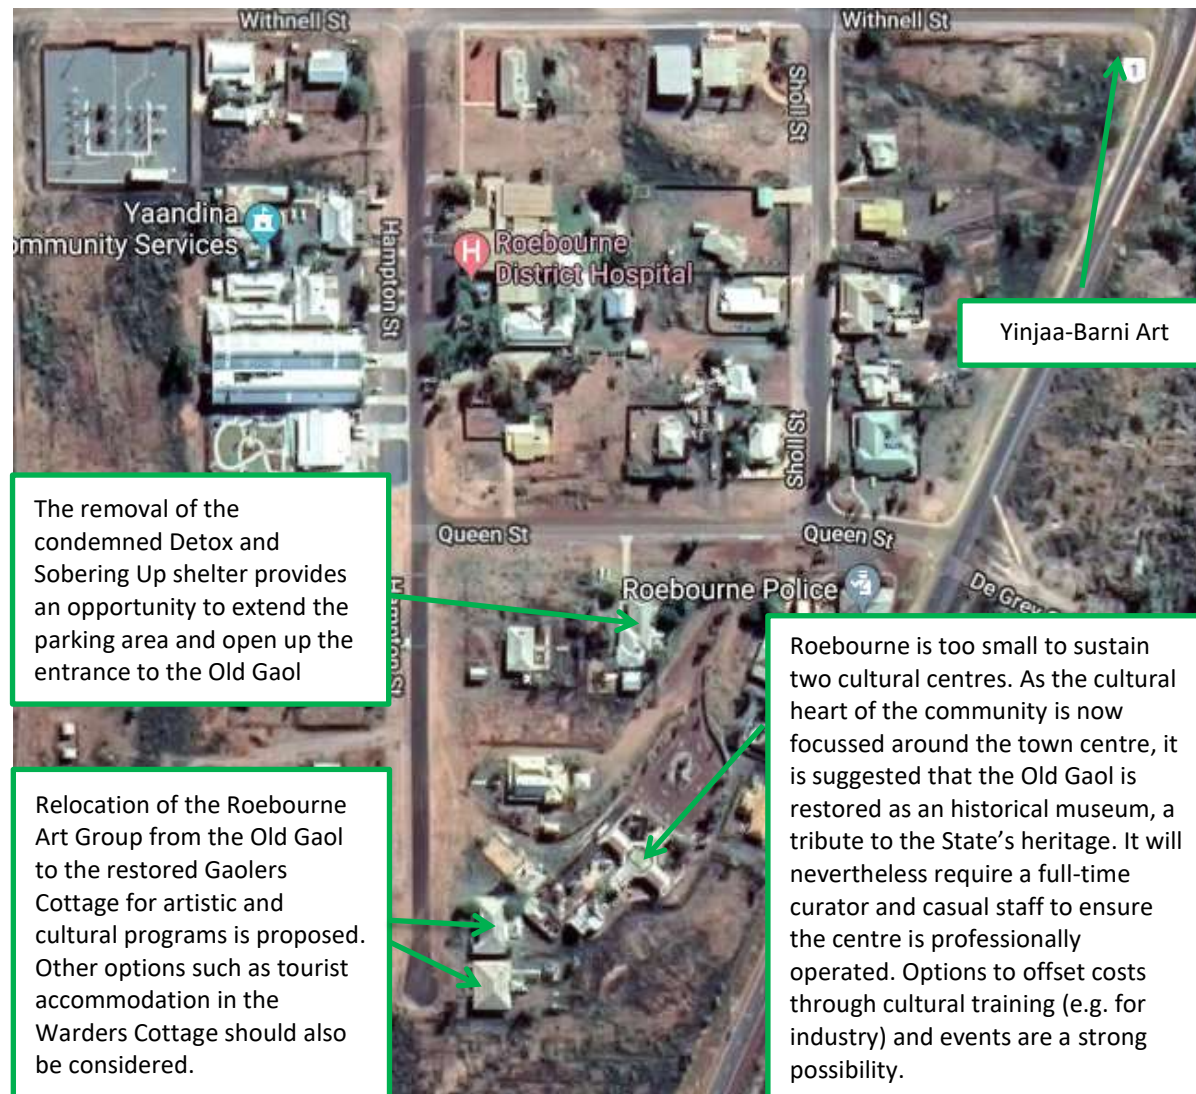 Withnell St
Withnell St
1
Sholl St
Yaandina
ommunity Services
Hampton St
H
Roebourne
District Hospital
Yinjaa-Barni Art
Sholl St
The removal of the
condemned Detox and
Sobering Up shelter provides
an opportunity to extend the
parking area and open up the
entrance to the Old Gaol
Queen St
Queen St
Roebourne Police
De Grey
Roebourne is too small to sustain
two cultural centres. As the cultural
heart of the community is now
focussed around the town centre, it
is suggested that the Old Gaol is
restored as an historical museum, a
tribute to the State’s heritage. It will
nevertheless require a full-time
curator and casual staff to ensure
the centre is professionally
operated. Options to offset costs
through cultural training (e.g. for
industry) and events are a strong
possibility.
Relocation of the Roebourne
Art Group from the Old Gaol
to the restored Gaolers
Cottage for artistic and
cultural programs is proposed.
Other options such as tourist
accommodation in the
Warders Cottage should also
be considered.